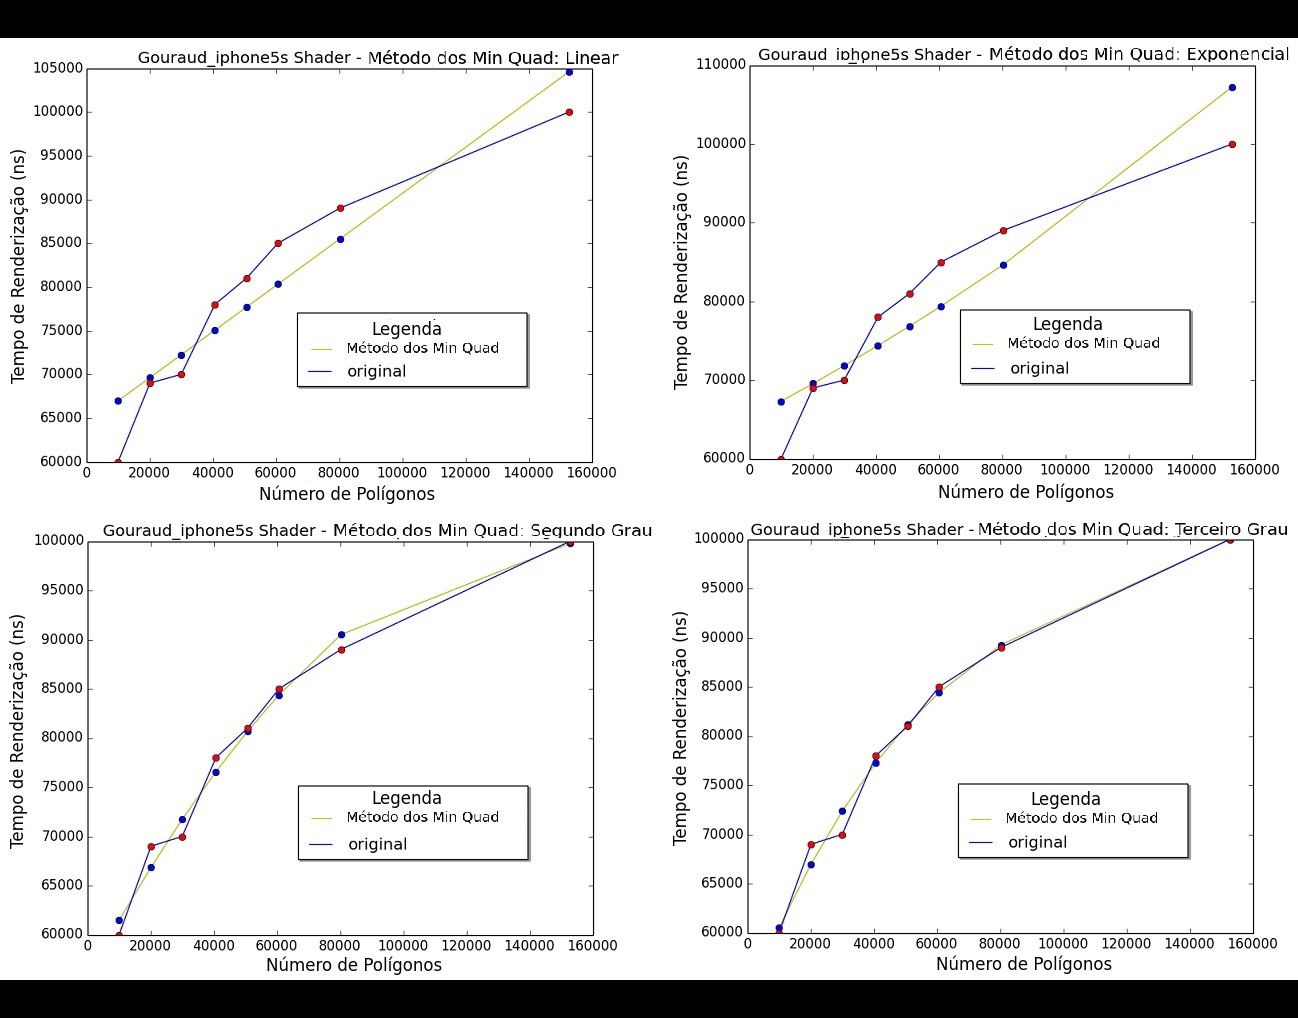 Gouraud_iphone5s Shader - Método dos Min Quad: Linear
105000
100000
95000
90000
85000
80000
75000
70000
65000
60000
0 20000 40000 60000 80000 100000 120000 140000 160000
Tempo de Renderização (ns)
Número de Polígonos
Legenda
Método dos Min Quad
original
Gouraud_iphone5s Shader - Método dos Min Quad: Exponencial
110000
100000
90000
80000
70000
60000
0 20000 40000 60000 80000 100000 120000 140000 160000
Tempo de Renderização (ns)
Número de Polígonos
Legenda
Método dos Min Quad
original
Gouraud_iphone5s Shader - Método dos Min Quad: Segundo Grau
100000
95000
90000
85000
80000
75000
70000
65000
60000
0 20000 40000 60000 80000 100000 120000 140000 160000
Tempo de Renderização (ns)
Número de Polígonos
Legenda
Método dos Min Quad
original
Gouraud_iphone5s Shader - Método dos Min Quad: Terceiro Grau
100000
95000
90000
85000
80000
75000
70000
65000
60000
0 20000 40000 60000 80000 100000 120000 140000 160000
Tempo de Renderização (ns)
Número de Polígonos
Legenda
Método dos Min Quad
original